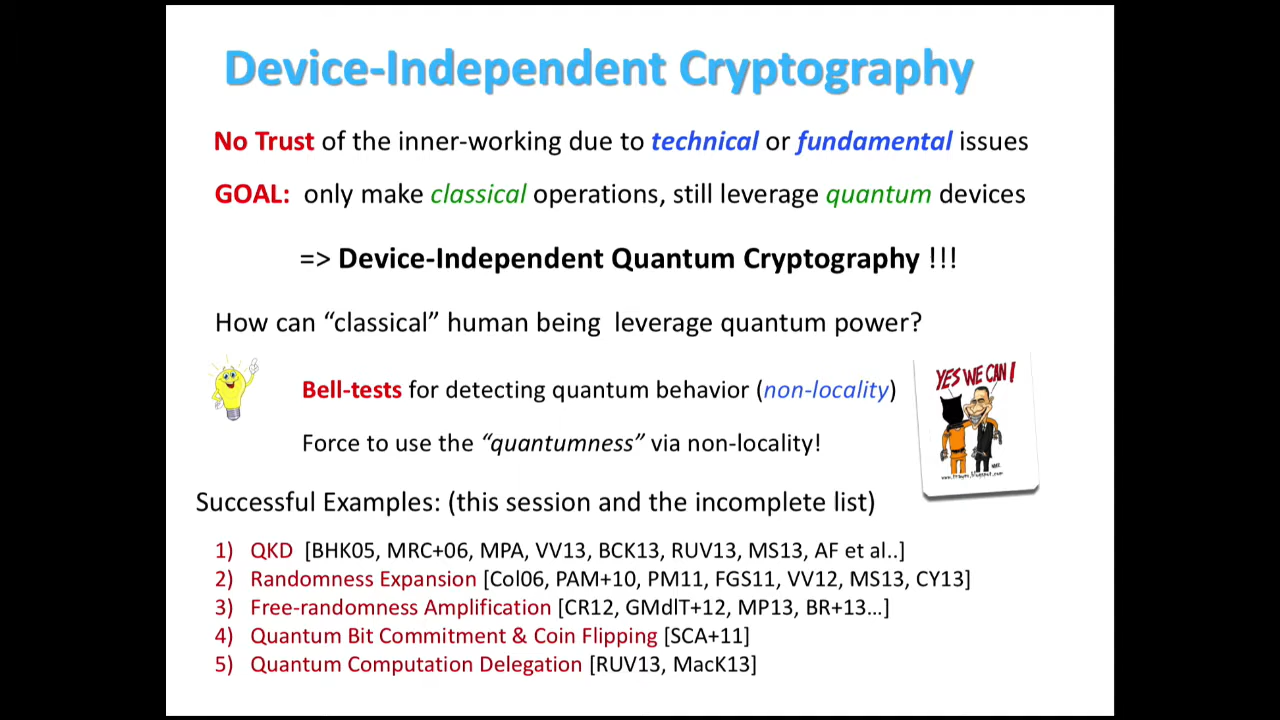 Device-Independent Cryptography
No Trust of the inner-working due to technical or fundamental issues
GOAL: only make classical operations, still leverage quantum devices
=> Device-Independent Quantum Cryptography !!!
How can “classical” human being leverage quantum power?
YES WE CAN!
Bell-tests for detecting quantum behavior (non-locality)
Force to use the “quantumness” via non-locality!
Successful Examples: (this session and the incomplete list)
1) QKD [BHK05, MRC+06, MPA, VV13, BCK13, RUV13, MS13, AF et al..]
2) Randomness Expansion [Col06, PAM+10, PM11, FGS11, VV12, MS13, CY13]
3) Free-randomness Amplification [CR12, GMdlT+12, MP13, BR+13…]
4) Quantum Bit Commitment & Coin Flipping [SCA+11]
5) Quantum Computation Delegation [RUV13, MacK13]